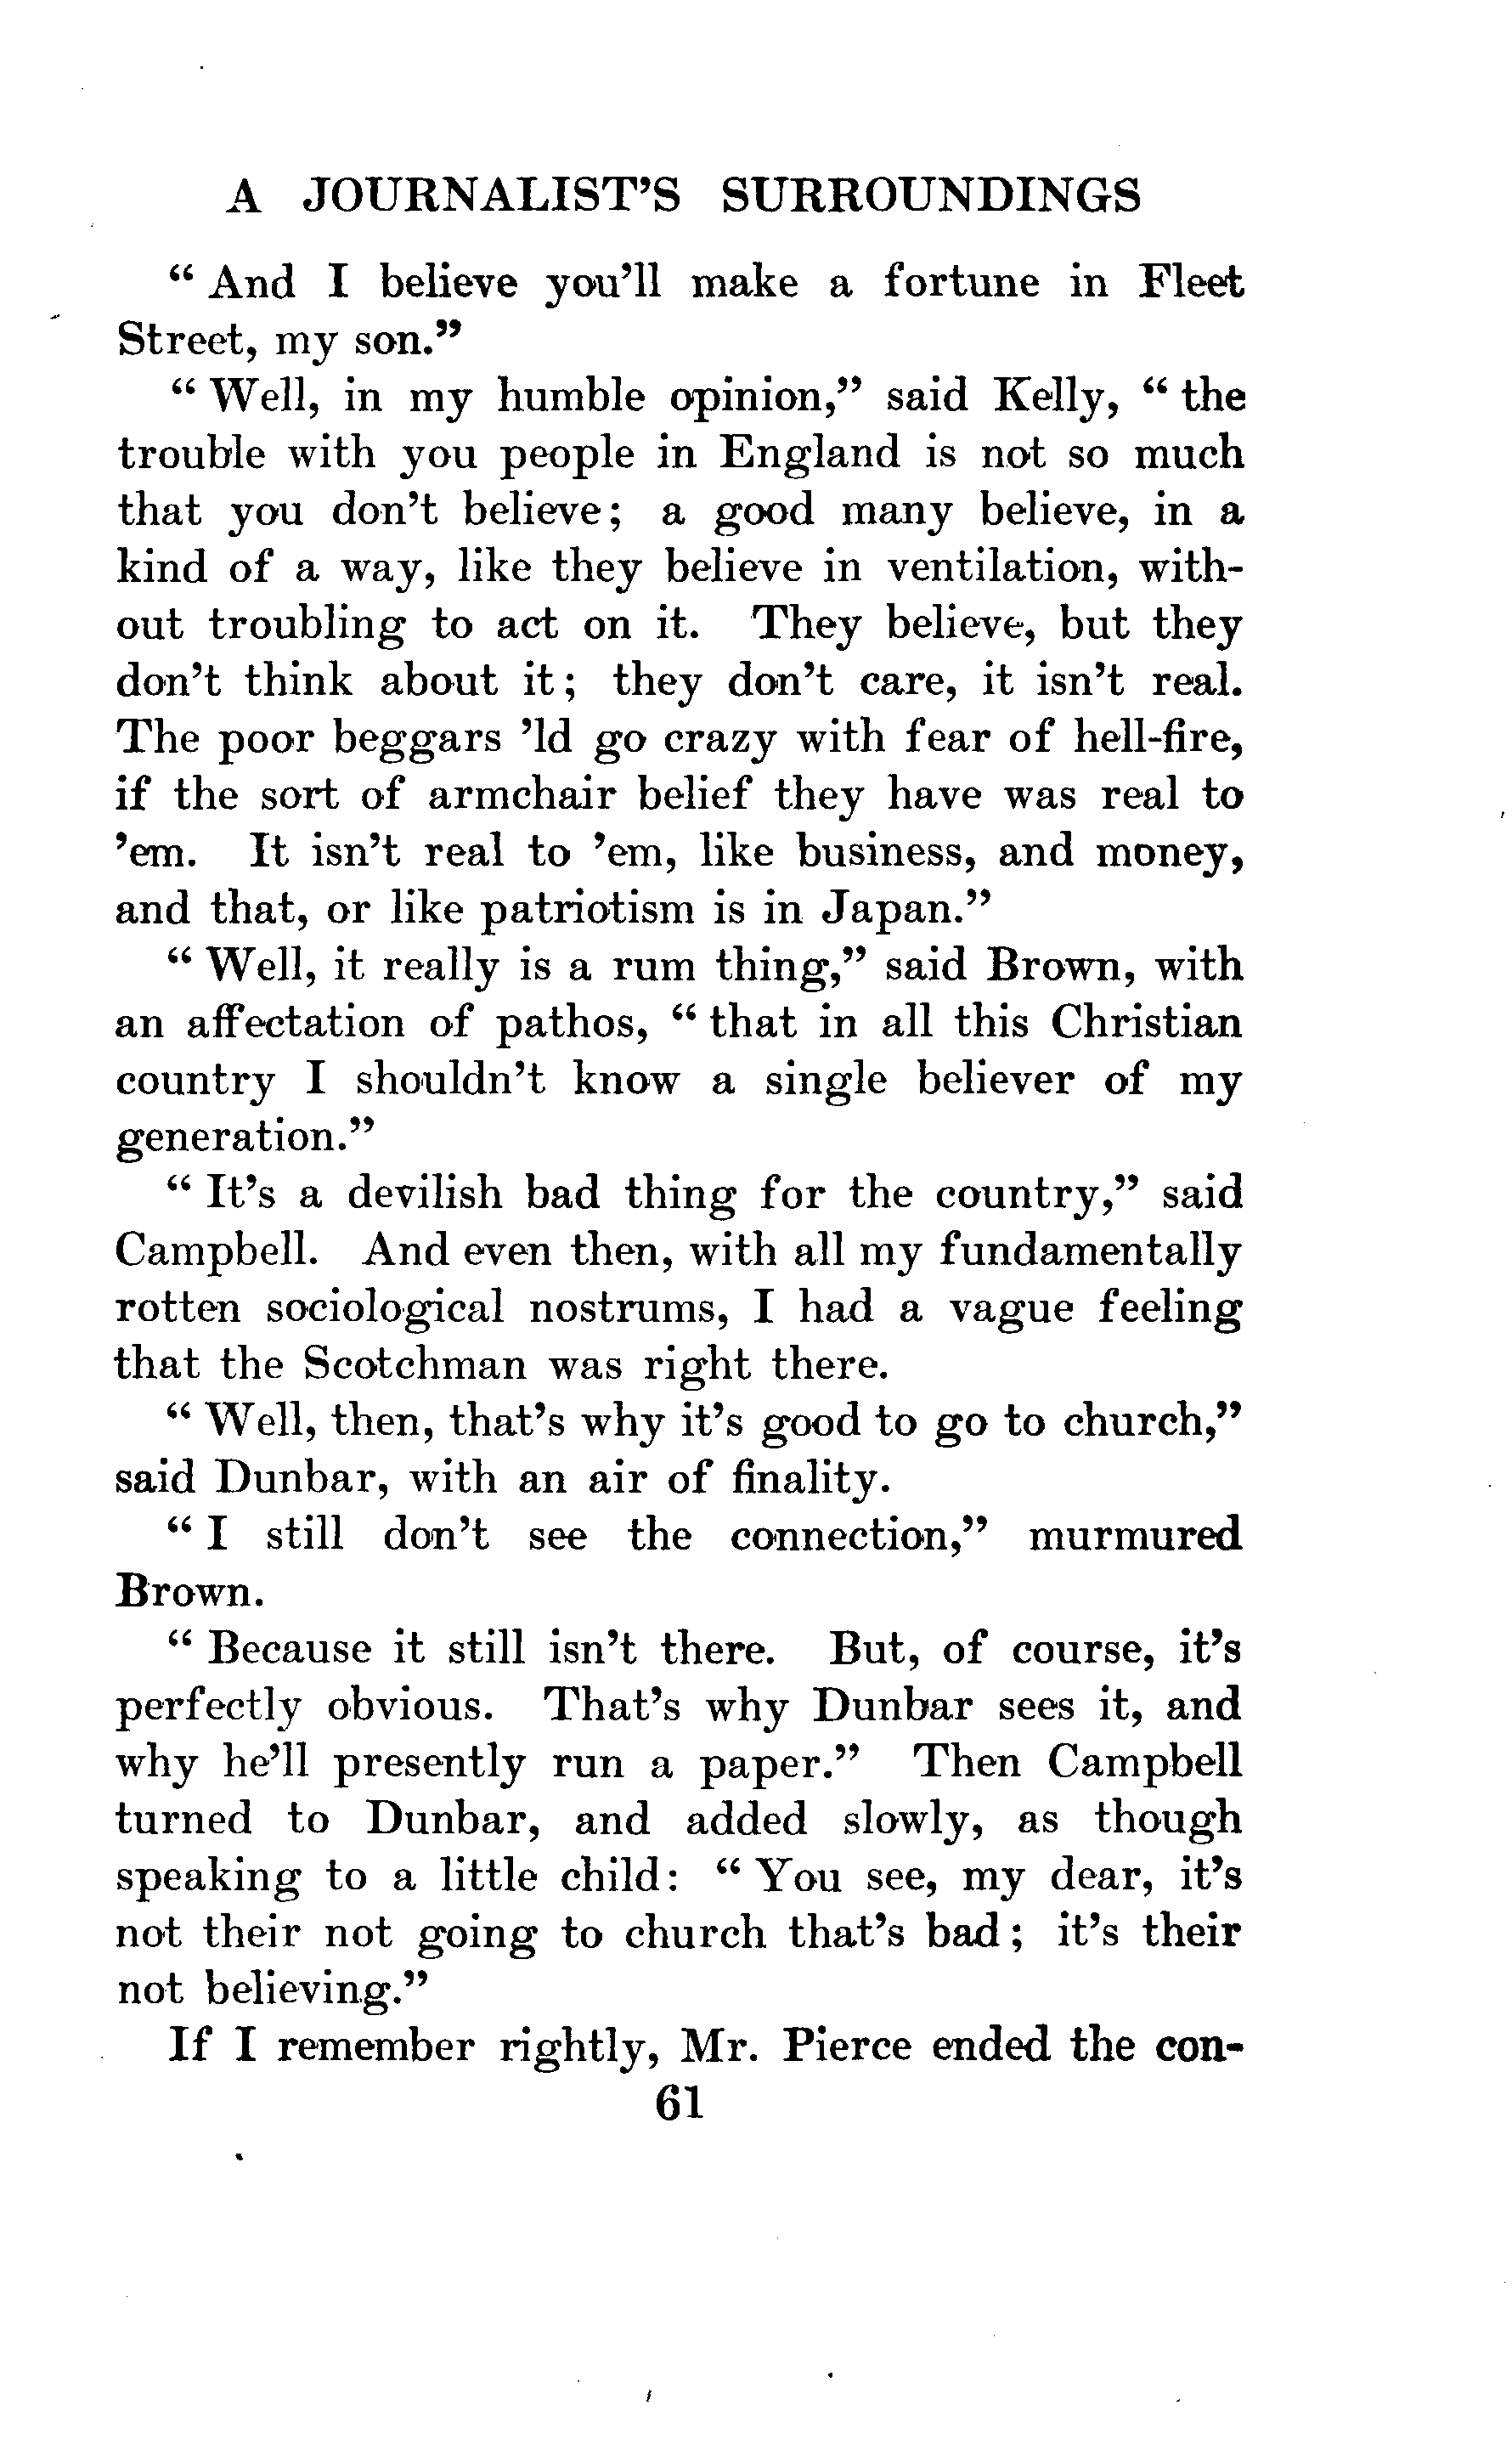 A JOURNALIST'S SURROUNDINGS
“ And I believe you'll make a fortune in Fleet
Street, my son.”
“ Well, in my humble opinion,” said Kelly, “ the
trouble with you people in England is not so much
that you don't believe; a good many believe, in a
kind of a way, like they believe in ventilation, with-
out troubling to act on it. They believe, but they
don't think about it; they don't care, it isn't real.
The poor beggars 'ld go crazy with fear of hell-fire,
if the sort of armchair belief they have was real to
'em. It isn't real to 'em, like business, and money,
and that, or like patriotism is in Japan.”
“ Well, it really is a rum thing,” said Brown, with
an affectation of pathos, “ that in all this Christian
country I shouldn't know a single believer of my
generation.”
“ It's a devilish bad thing for the country,” said
Campbell. And even then, with all my fundamentally
rotten sociological nostrums, I had a vague feeling
that the Scotchman was right there.
“ Well, then, that's why it's good to go to church,”
said Dunbar, with an air of finality.
“ I still don't see the connection,” murmured
Brown.
“ Because it still isn't there. But, of course, it's
perfectly obvious. That's why Dunbar sees it, and
why he'll presently run a paper.” Then Campbell
turned to Dunbar, and added slowly, as though
speaking to a little child: “ You see, my dear, it's
not their not going to church that's bad; it's their
not believing.”
If I remember rightly, Mr. Pierce ended the con-
61